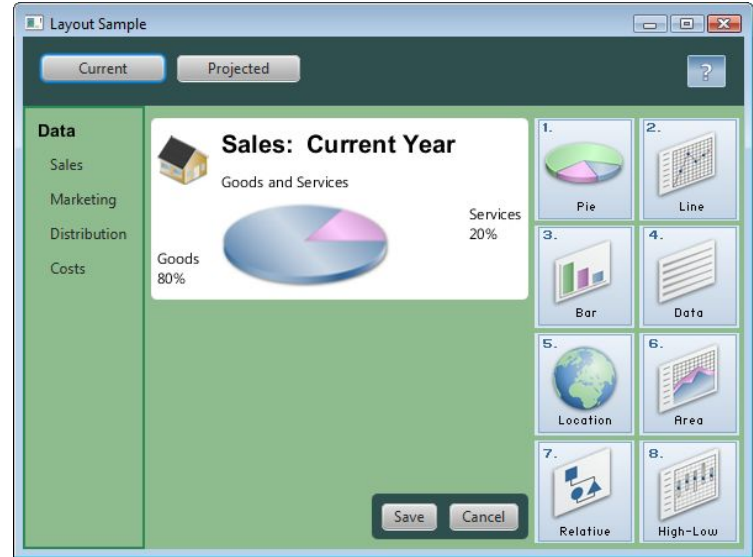 Layout Sample
Current
Projected
?
Data
Sales
Marketing
Distribution
Costs
Sales: Current Year
Goods and Services
Services
20%
Goods
80%
1.
Pie
2.
Line
3.
Bar
4.
Data
5.
Location
6.
Area
7.
Relative
8.
High-Low
Save
Cancel